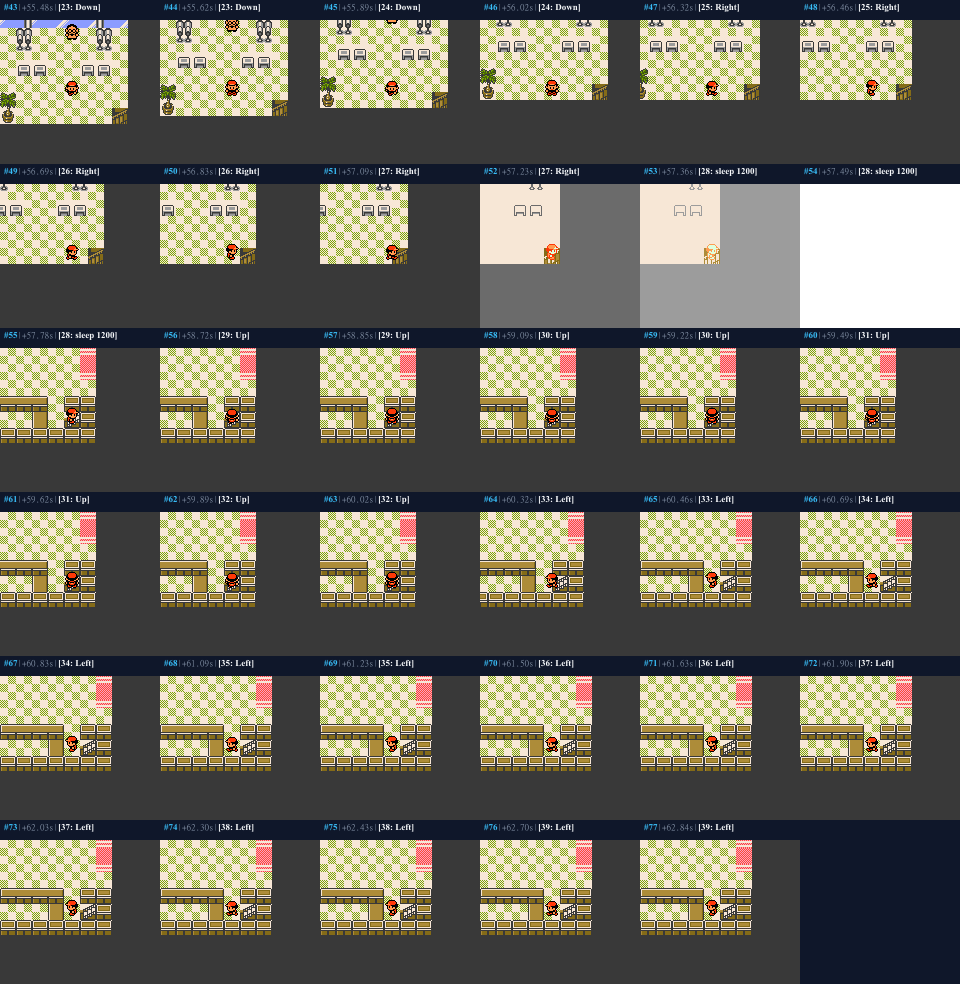 #43|+55.48s| [23: Down] #44|+55.62s| [23: Down] #45|+55.89s| [24: Down] #46|+56.02s| [24: Down] #47|+56.32s| [25: Right] #48|+56.46s| [25: Right]
#49|+56.69s| [26: Right] #50|+56.83s| [26: Right] #51|+57.09s| [27: Right] #52|+57.23s| [27: Right] #53|+57.36s| [28: sleep 1200] #54|+57.49s| [28: sleep 1200]
#55|+57.78s| [28: sleep 1200] #56|+58.72s| [29: Up] #57|+58.85s| [29: Up] #58|+59.09s| [30: Up] #59|+59.22s| [30: Up] #60|+59.49s| [31: Up]
#61|+59.62s| [31: Up] #62|+59.89s| [32: Up] #63|+60.02s| [32: Up] #64|+60.32s| [33: Left] #65|+60.46s| [33: Left] #66|+60.69s| [34: Left]
#67|+60.83s| [34: Left] #68|+61.09s| [35: Left] #69|+61.23s| [35: Left] #70|+61.50s| [36: Left] #71|+61.63s| [36: Left] #72|+61.90s| [37: Left]
#73|+62.03s| [37: Left] #74|+62.30s| [38: Left] #75|+62.43s| [38: Left] #76|+62.70s| [39: Left] #77|+62.84s| [39: Left]